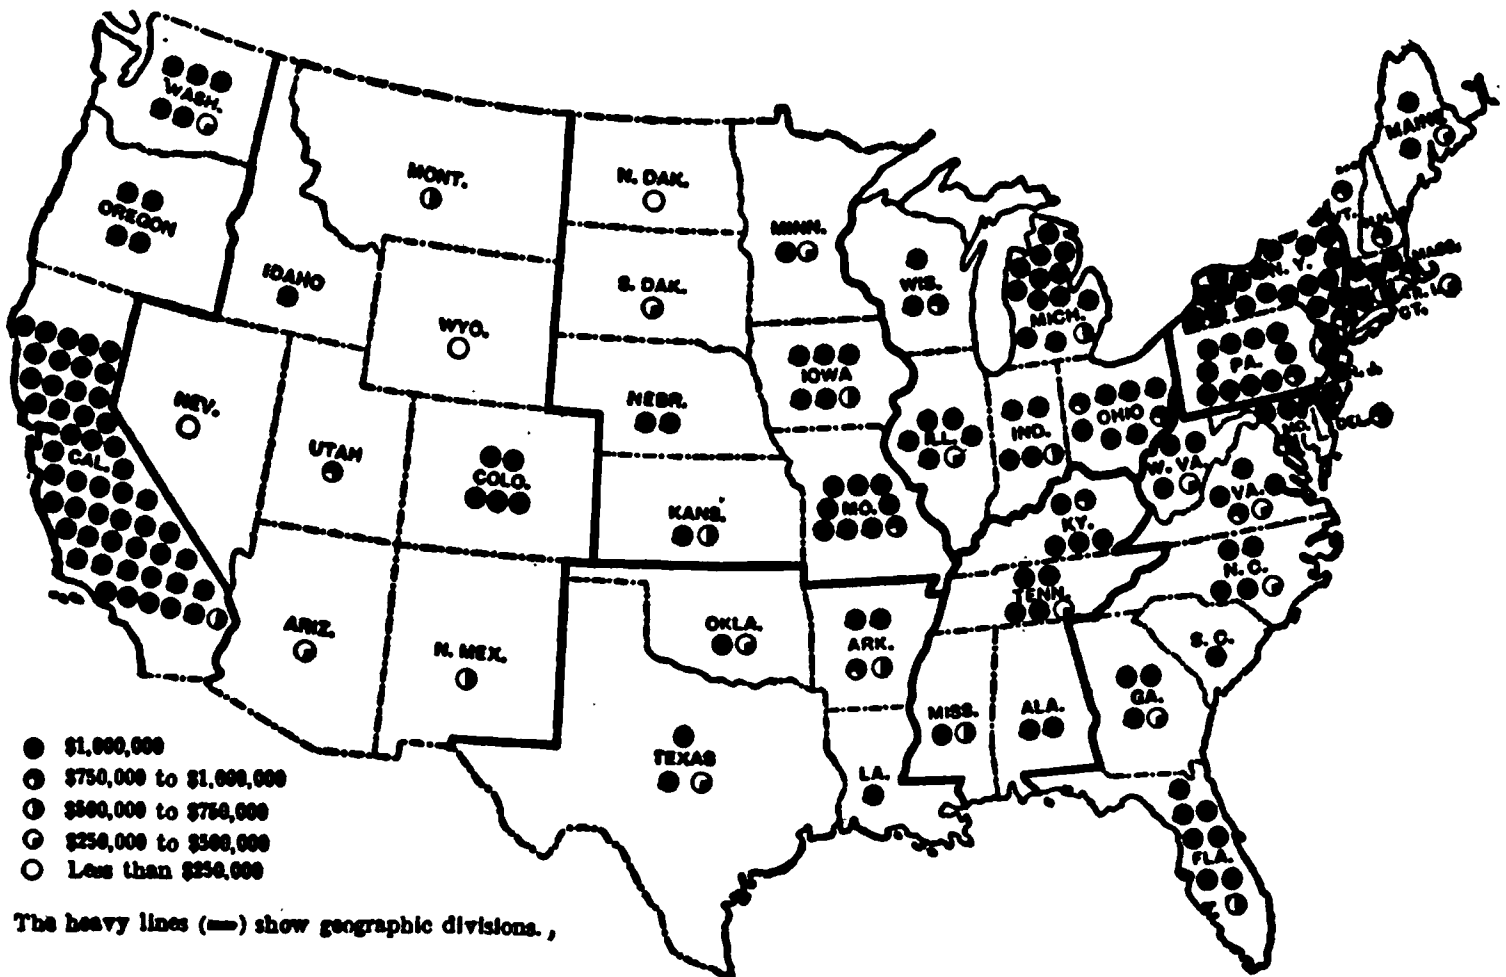 WASH.
MAINE
MONT.
N. DAK.
MINN.
OREGON
VT.
N.H.
IDAHO
S. DAK.
WIS.
N. Y.
MASS.
R. I.
CT.
WYO.
MICH.
NEV.
NEBR.
IOWA
PA.
N. J.
UTAH
COLO.
ILL.
IND.
OHIO
MD.
DEL.
CAL.
KANS.
MO.
W. VA.
VA.
KY.
N. C.
TENN.
ARIZ.
N. MEX.
OKLA.
ARK.
S. C.
MISS.
ALA.
GA.
TEXAS
LA.
FLA.
$1,000,000
$750,000 to $1,000,000
$500,000 to $750,000
$250,000 to $500,000
Less than $250,000
The heavy lines (▬) show geographic divisions.,